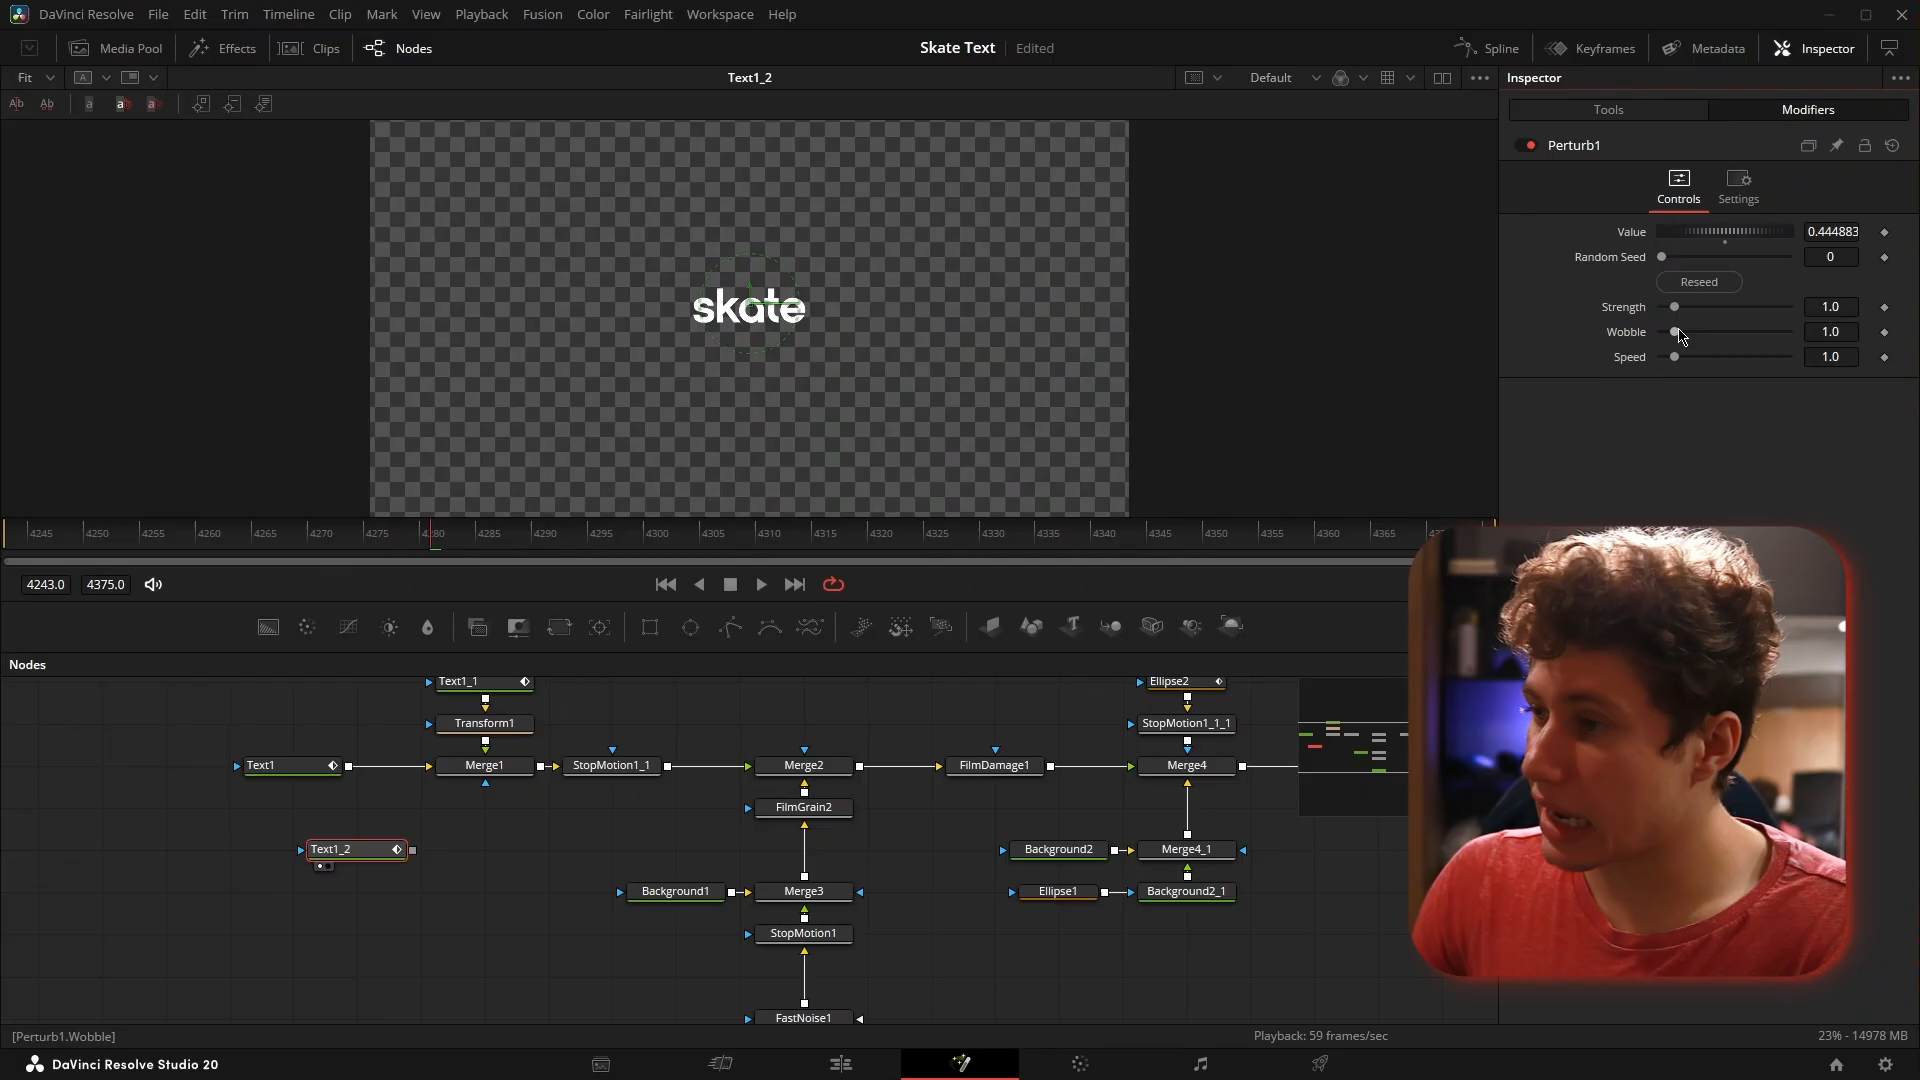 DaVinci Resolve File Edit Trim Timeline Clip Mark View Playback Fusion Color Fairlight Workspace Help
Media Pool Effects Clips Nodes Skate Text Edited Spline Keyframes Metadata Inspector
Fit A Text1_2 Default Inspector
Tools Modifiers
Perturb1
Controls Settings
Value 0.444883
Random Seed 0
Reseed
Strength 1.0
Wobble 1.0
Speed 1.0
skate
4245 4250 4255 4260 4265 4270 4275 4280 4285 4290 4295 4300 4305 4310 4315 4320 4325 4330 4335 4340 4345 4350 4355 4360 4365
4243.0 4375.0
Nodes
Text1_1 Ellipse2
Transform1 StopMotion1_1_1
Text1 Merge1 StopMotion1_1 Merge2 FilmDamage1 Merge4
FilmGrain2
Text1_2 Background2 Merge4_1
Background1 Merge3 Ellipse1 Background2_1
StopMotion1
FastNoise1
[Perturb1.Wobble] Playback: 59 frames/sec 23% - 14978 MB
DaVinci Resolve Studio 20